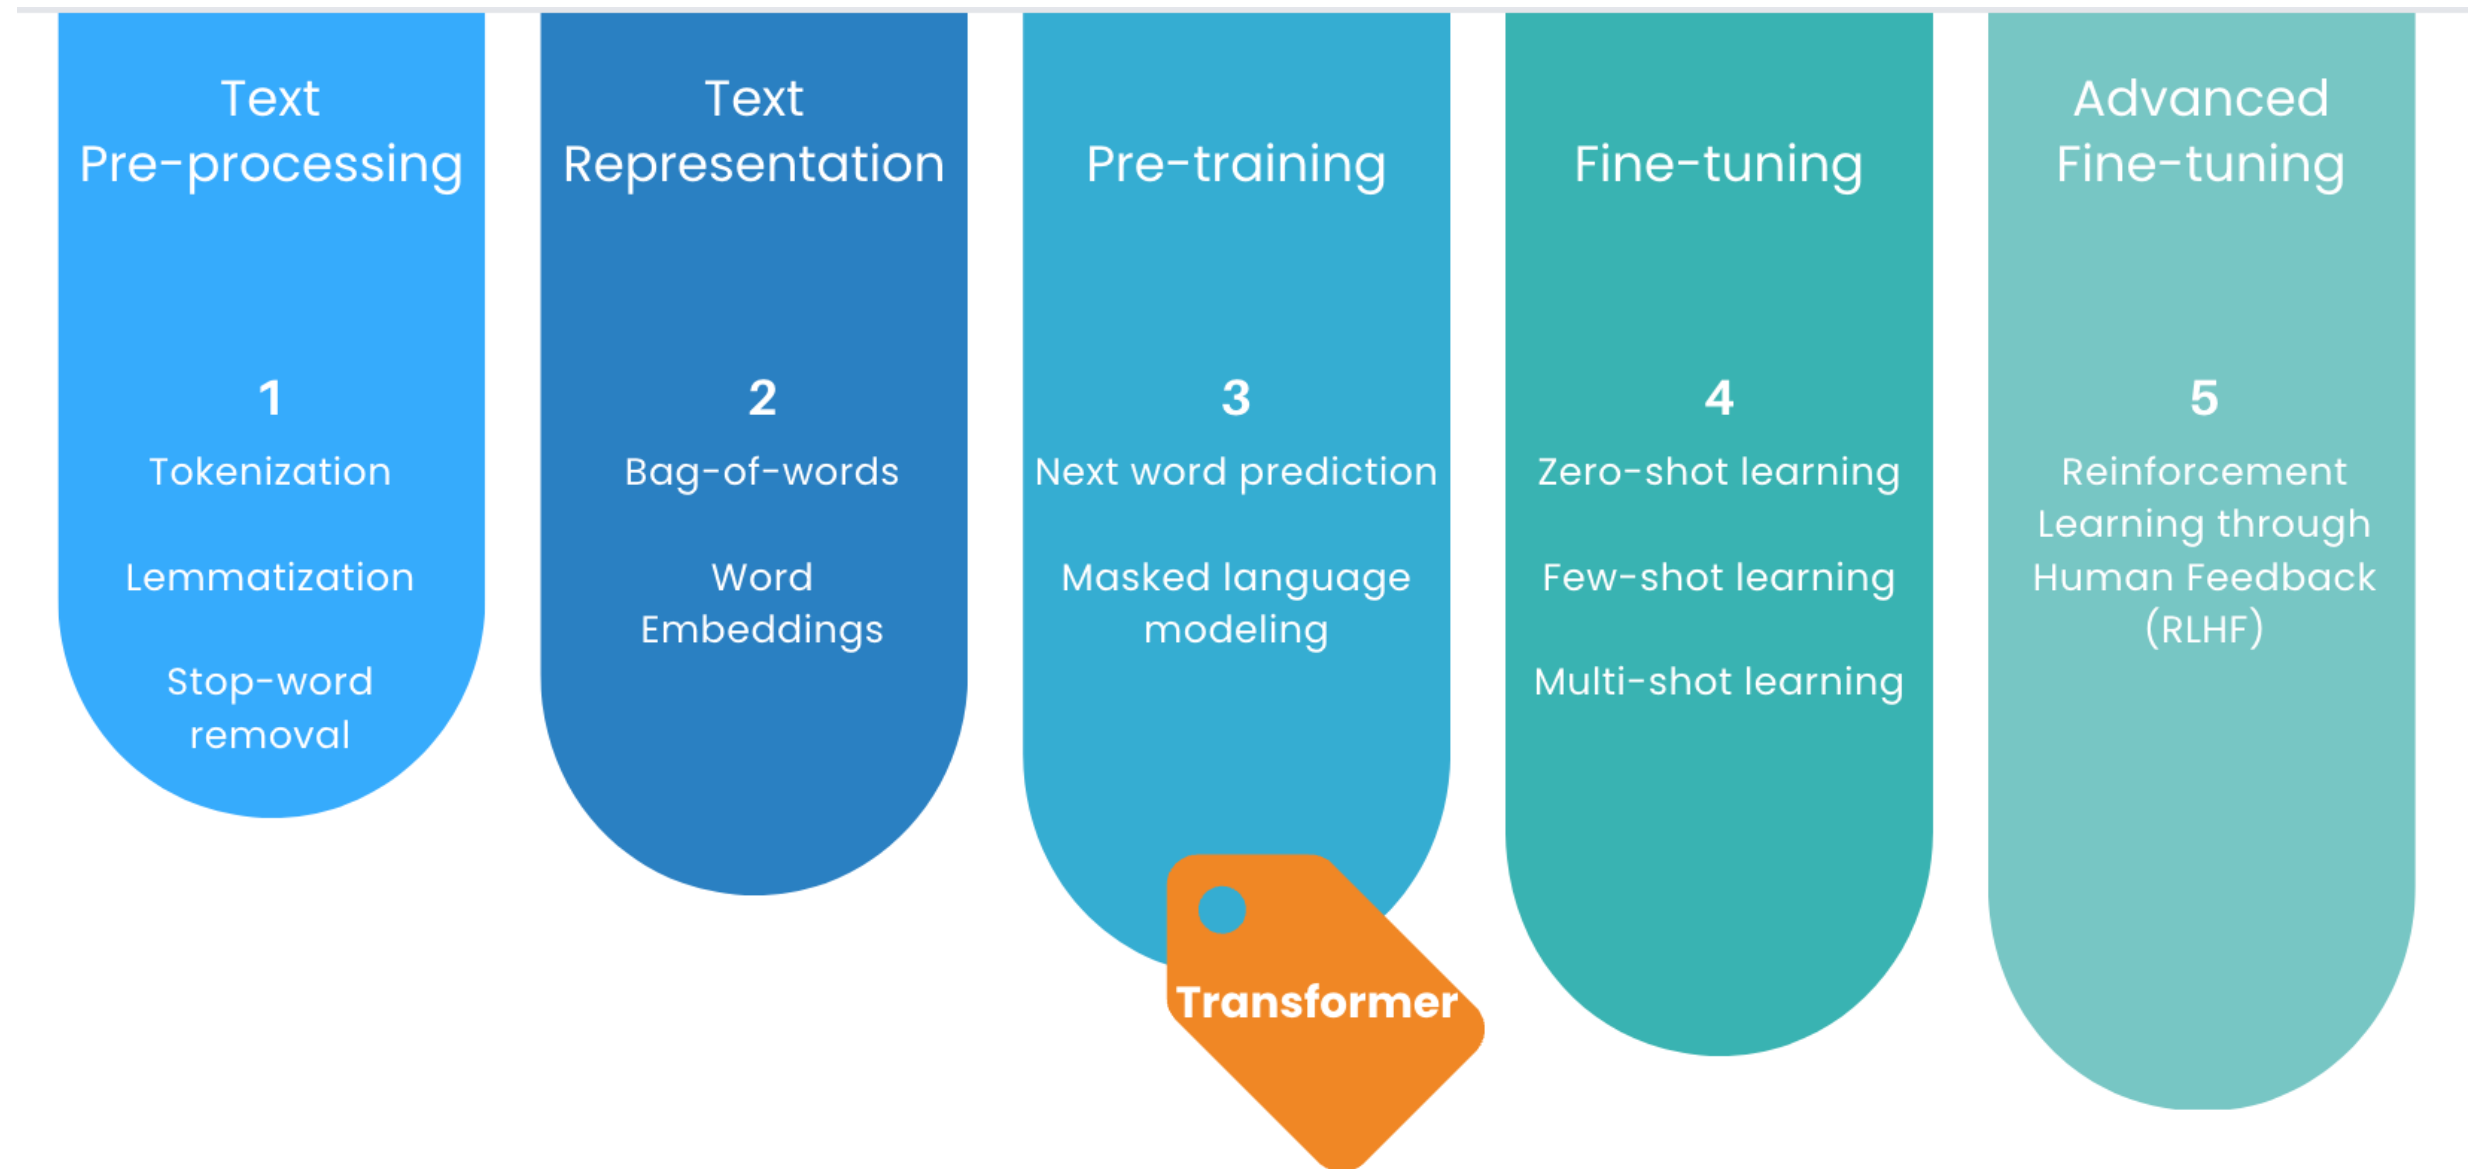 Text
Pre-processing
1
Tokenization
Lemmatization
Stop-word
removal
Text
Representation
2
Bag-of-words
Word
Embeddings
Pre-training
3
Next word prediction
Masked language
modeling
Transformer
Fine-tuning
4
Zero-shot learning
Few-shot learning
Multi-shot learning
Advanced
Fine-tuning
5
Reinforcement
Learning through
Human Feedback
(RLHF)